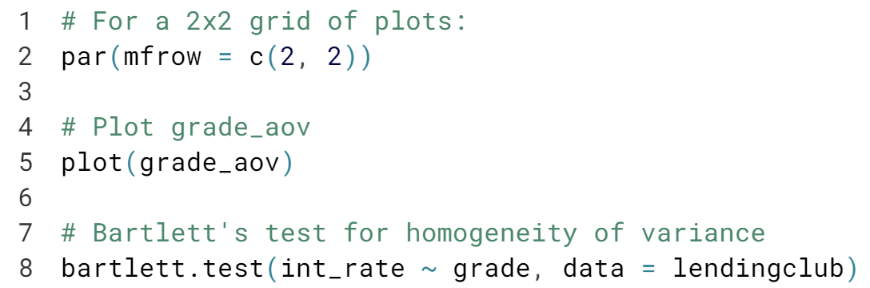 1 # For a 2x2 grid of plots:
2 par(mfrow = c(2, 2))
3
4 # Plot grade_aov
5 plot(grade_aov)
6
7 # Bartlett's test for homogeneity of variance
8 bartlett.test(int_rate ~ grade, data = lendingclub)